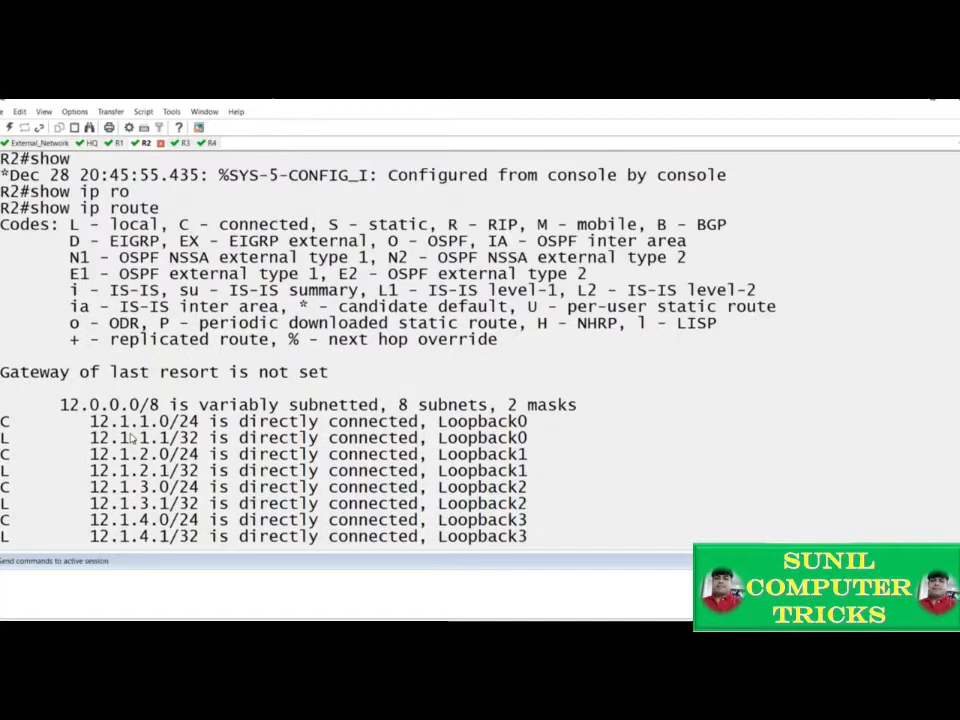 Edit View Options Transfer Script Tools Window Help
External_Network HQ R1 R2 R3 R4
R2#show
*Dec 28 20:45:55.435: %SYS-5-CONFIG_I: Configured from console by console
R2#show ip ro
R2#show ip route
Codes: L - local, C - connected, S - static, R - RIP, M - mobile, B - BGP
D - EIGRP, EX - EIGRP external, O - OSPF, IA - OSPF inter area
N1 - OSPF NSSA external type 1, N2 - OSPF NSSA external type 2
E1 - OSPF external type 1, E2 - OSPF external type 2
i - IS-IS, su - IS-IS summary, L1 - IS-IS level-1, L2 - IS-IS level-2
ia - IS-IS inter area, * - candidate default, U - per-user static route
o - ODR, P - periodic downloaded static route, H - NHRP, l - LISP
+ - replicated route, % - next hop override
Gateway of last resort is not set
12.0.0.0/8 is variably subnetted, 8 subnets, 2 masks
C 12.1.1.0/24 is directly connected, Loopback0
L 12.1.1.1/32 is directly connected, Loopback0
C 12.1.2.0/24 is directly connected, Loopback1
L 12.1.2.1/32 is directly connected, Loopback1
C 12.1.3.0/24 is directly connected, Loopback2
L 12.1.3.1/32 is directly connected, Loopback2
C 12.1.4.0/24 is directly connected, Loopback3
L 12.1.4.1/32 is directly connected, Loopback3
Send commands to active session
SUNIL
COMPUTER
TRICKS